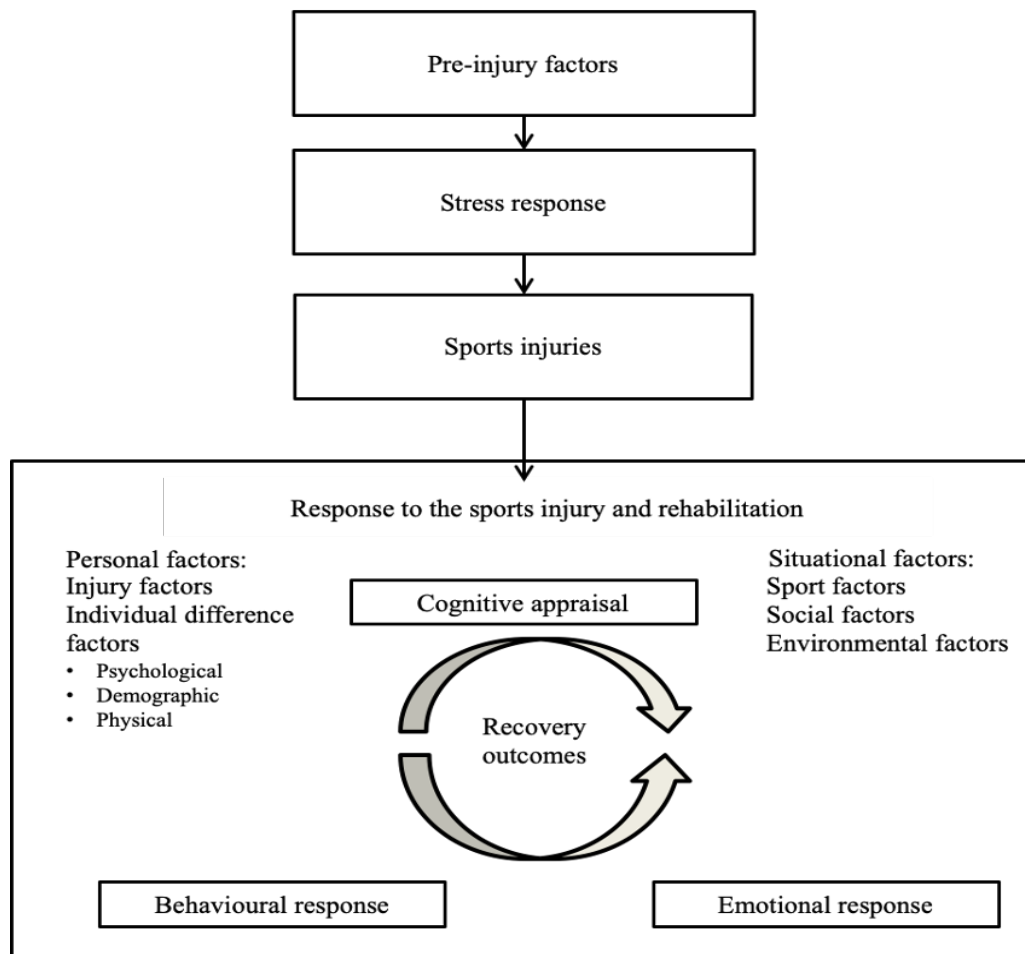 Pre-injury factors
Stress response
Sports injuries
Response to the sports injury and rehabilitation
Personal factors:
Injury factors
Individual difference
factors
• Psychological
• Demographic
• Physical
Situational factors:
Sport factors
Social factors
Environmental factors
Cognitive appraisal
Recovery
outcomes
Behavioural response
Emotional response